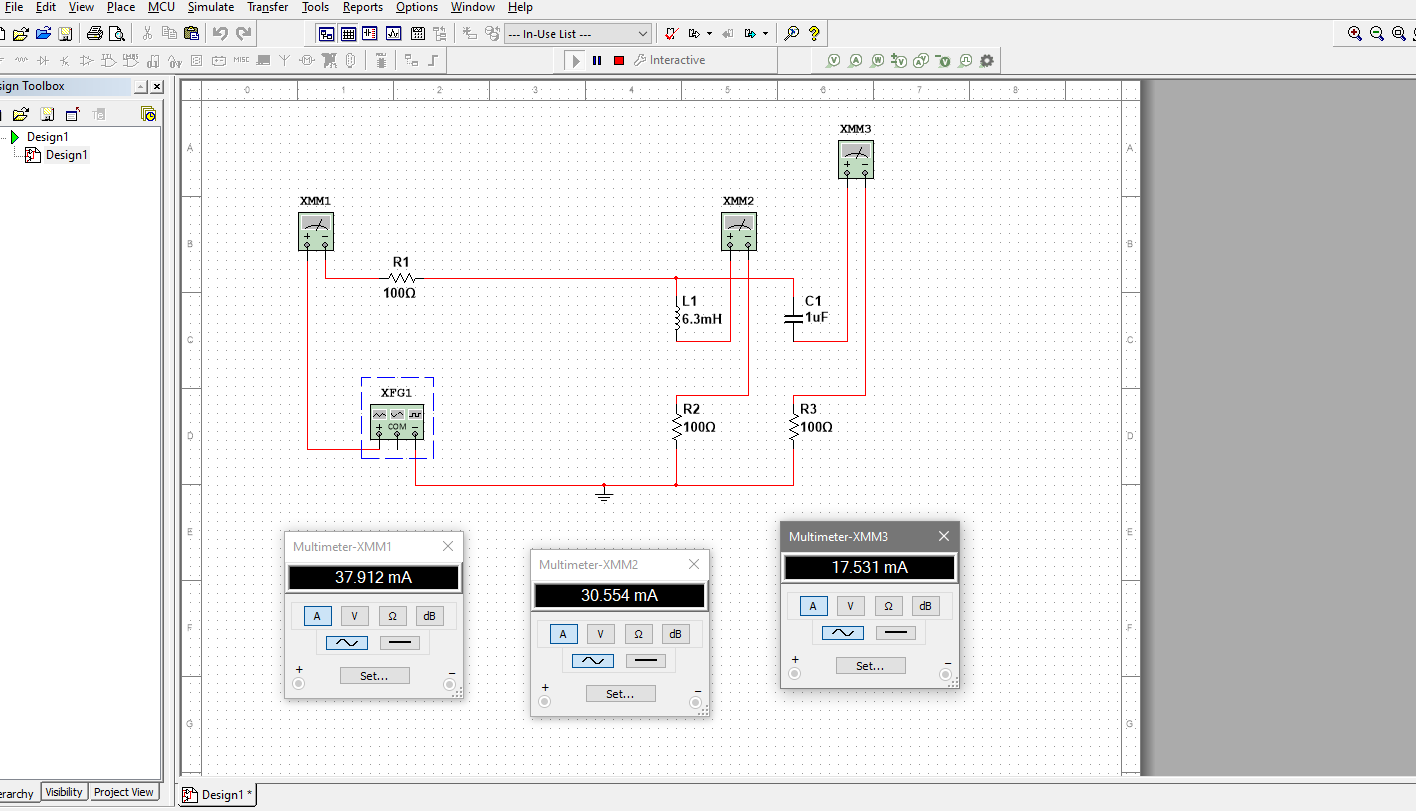 File Edit View Place MCU Simulate Transfer Tools Reports Options Window Help
--- In-Use List ---
MISC
Interactive
V A W V A V
sign Toolbox
Design1
Design1
0 1 2 3 4 5 6 7 8
A A
B B
C C
D D
E E
F F
G G
XMM3
+ −
XMM1
+ −
XMM2
+ −
R1
100Ω
L1
6.3mH
C1
1uF
XFG1
+ COM −
R2
100Ω
R3
100Ω
Multimeter-XMM1
37.912 mA
A V Ω dB
+ Set... −
Multimeter-XMM2
30.554 mA
A V Ω dB
+ Set... −
Multimeter-XMM3
17.531 mA
A V Ω dB
+ Set... −
erarchy Visibility Project View
Design1 *